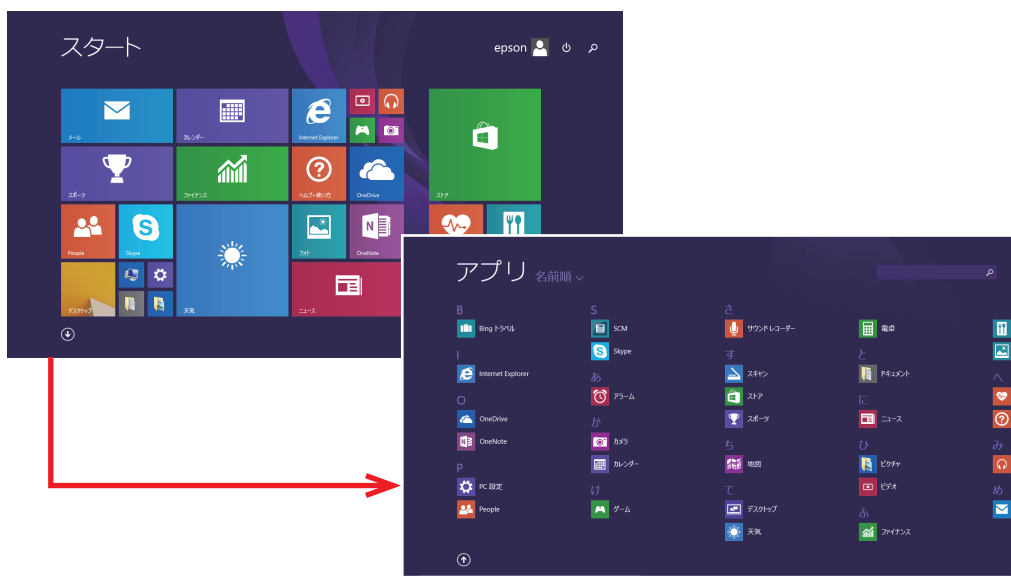 スタート
epson
メール
カレンダー
Internet Explorer
スポーツ
ファイナンス
ヘルプ+使い方
OneDrive
ストア
People
Skype
フォト
OneNote
デスクトップ
天気
ニュース
アプリ 名前順
B
Bing トラベル
I
Internet Explorer
O
OneDrive
OneNote
P
PC 設定
People
S
SCM
Skype
あ
アラーム
か
カメラ
カレンダー
け
ゲーム
さ
サウンド レコーダー
す
スキャン
ストア
スポーツ
ち
地図
て
デスクトップ
天気
電卓
と
ドキュメント
に
ニュース
ひ
ピクチャ
ビデオ
ふ
ファイナンス
へ
み
め